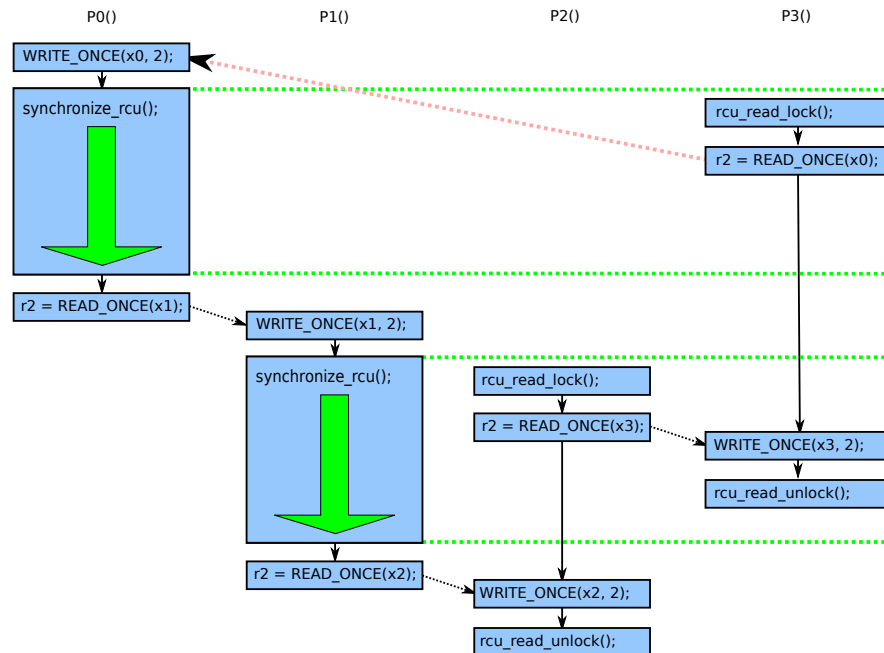 P0()
P1()
P2()
P3()
WRITE_ONCE(x0, 2);
synchronize_rcu();
rcu_read_lock();
r2 = READ_ONCE(x0);
r2 = READ_ONCE(x1);
WRITE_ONCE(x1, 2);
synchronize_rcu();
rcu_read_lock();
r2 = READ_ONCE(x3);
WRITE_ONCE(x3, 2);
rcu_read_unlock();
r2 = READ_ONCE(x2);
WRITE_ONCE(x2, 2);
rcu_read_unlock();